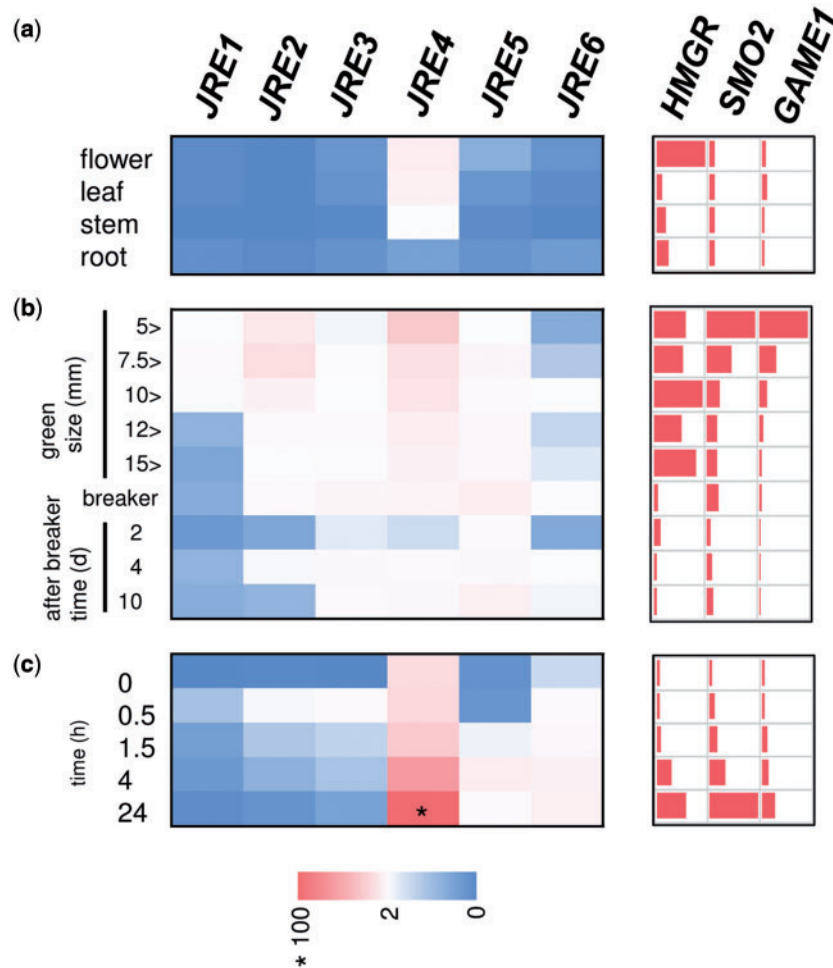 (a)
JRE1 JRE2 JRE3 JRE4 JRE5 JRE6 HMGR SMO2 GAME1
flower
leaf
stem
root
(b)
green
size (mm)
5>
7.5>
10>
12>
15>
breaker
after breaker
time (d)
2
4
10
(c)
time (h)
0
0.5
1.5
4
24
*
* 100 2 0